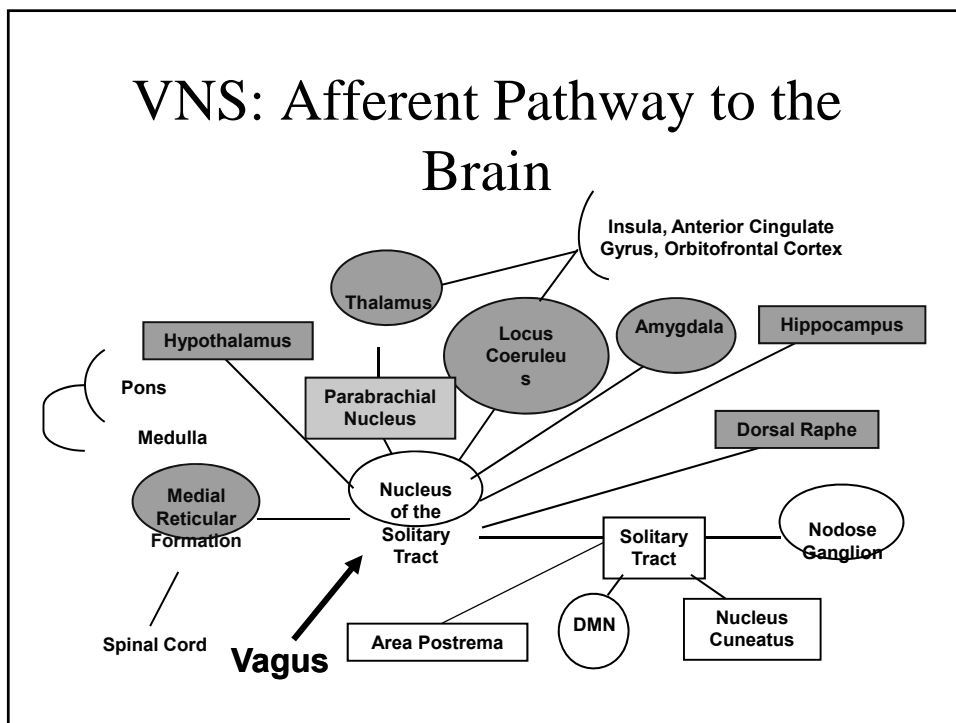 VNS: Afferent Pathway to the
Brain
Insula, Anterior Cingulate
Gyrus, Orbitofrontal Cortex
Thalamus
Locus
Coeruleu
s
Amygdala
Hippocampus
Hypothalamus
Pons
Parabrachial
Nucleus
Medulla
Dorsal Raphe
Medial
Reticular
Formation
Nucleus
of the
Solitary
Tract
Solitary
Tract
Nodose
Ganglion
Spinal Cord
Vagus
Area Postrema
DMN
Nucleus
Cuneatus